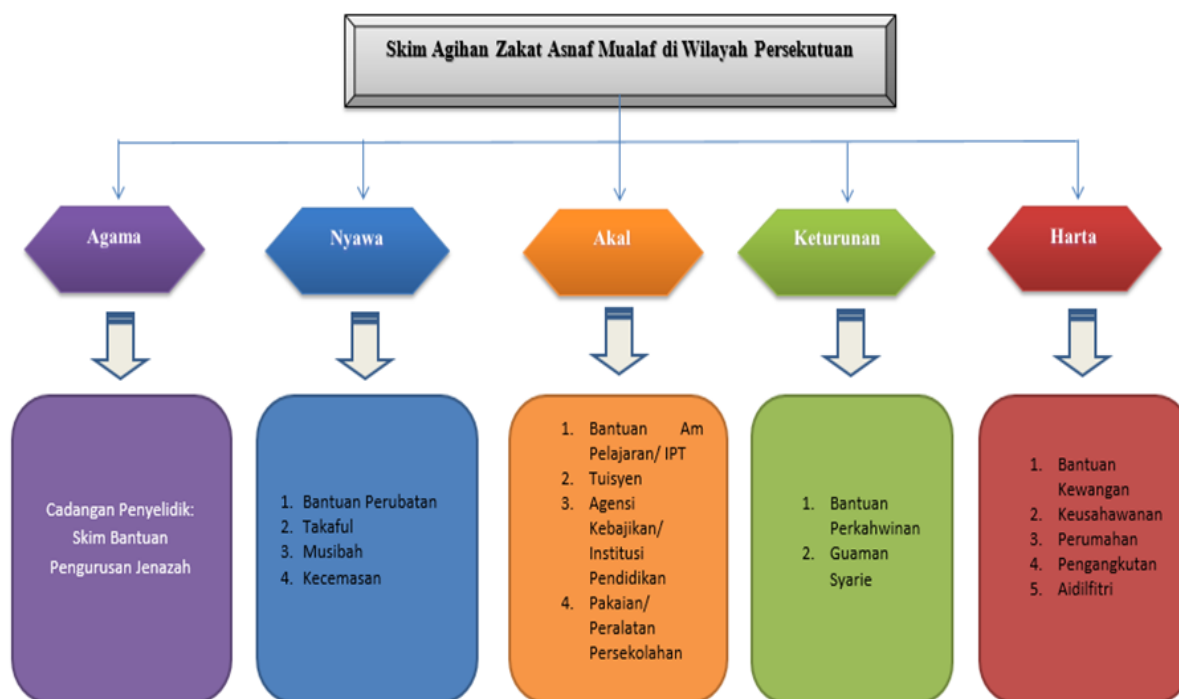 Skim Agihan Zakat Asnaf Mualaf di Wilayah Persekutuan
Agama
Nyawa
Akal
Keturunan
Harta
Cadangan Penyelidik:
Skim Bantuan
Pengurusan Jenazah
1. Bantuan Perubatan
2. Takaful
3. Musibah
4. Kecemasan
1. Bantuan Am
Pelajaran/ IPT
2. Tuisyen
3. Agensi
Kebajikan/
Institusi
Pendidikan
4. Pakaian/
Peralatan
Persekolahan
1. Bantuan
Perkahwinan
2. Guaman
Syarie
1. Bantuan
Kewangan
2. Keusahawanan
3. Perumahan
4. Pengangkutan
5. Aidilfitri